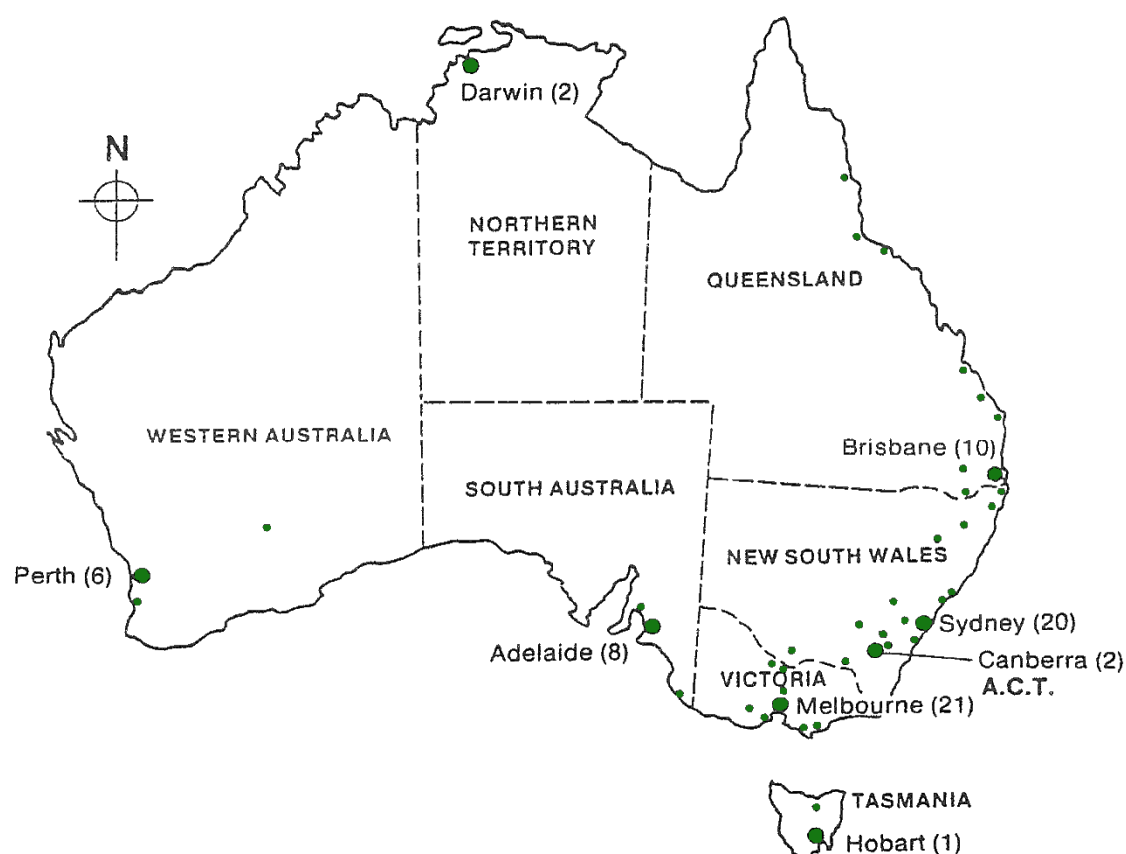 Darwin (2)
N
NORTHERN
TERRITORY
QUEENSLAND
WESTERN AUSTRALIA
Brisbane (10)
SOUTH AUSTRALIA
NEW SOUTH WALES
Perth (6)
Sydney (20)
Adelaide (8)
Canberra (2)
A.C.T.
VICTORIA
Melbourne (21)
TASMANIA
Hobart (1)